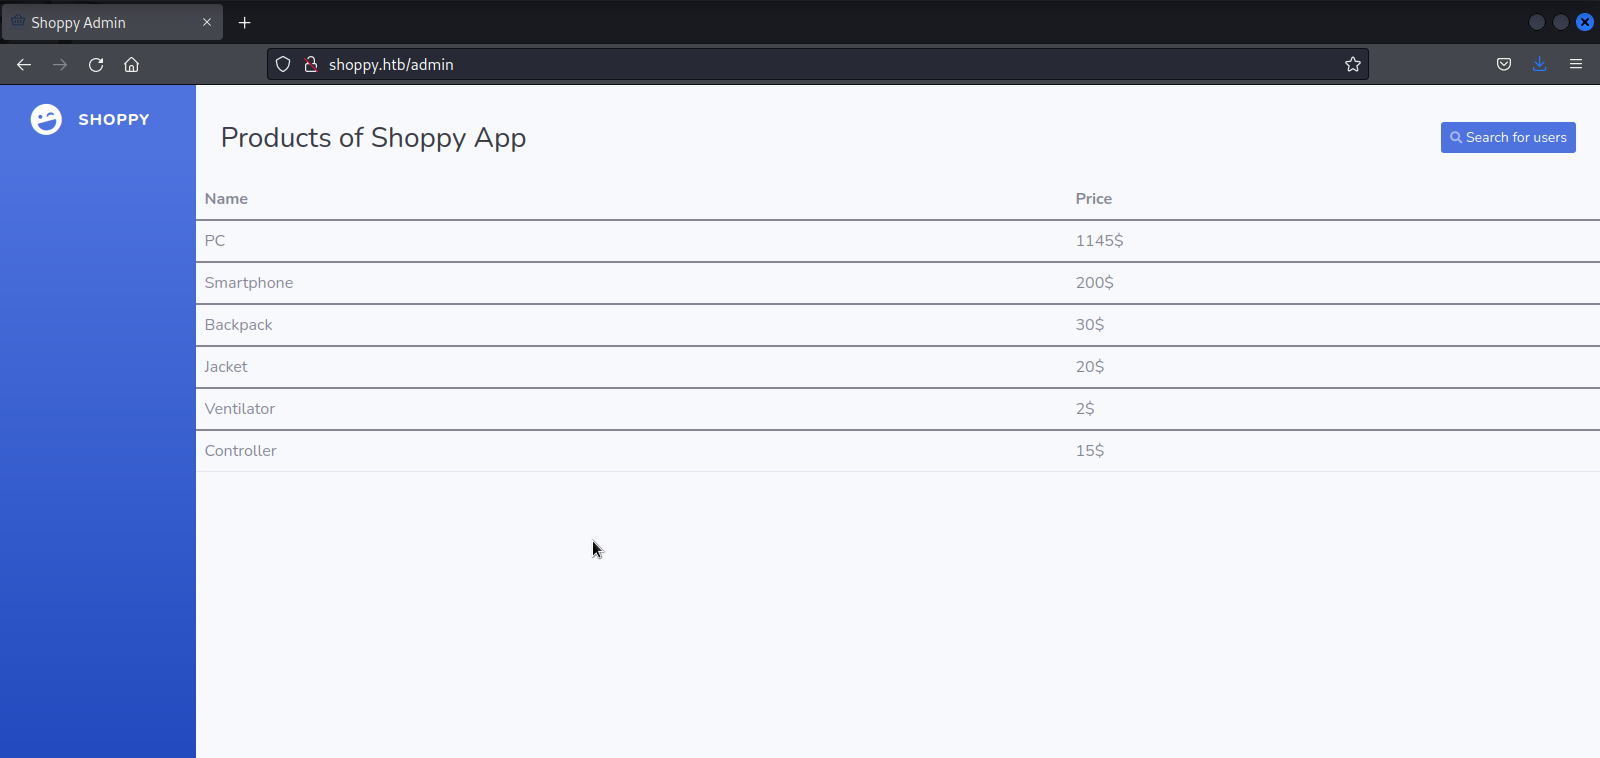 Shoppy Admin
shoppy.htb/admin
SHOPPY
Products of Shoppy App
Search for users
Name Price
PC 1145$
Smartphone 200$
Backpack 30$
Jacket 20$
Ventilator 2$
Controller 15$